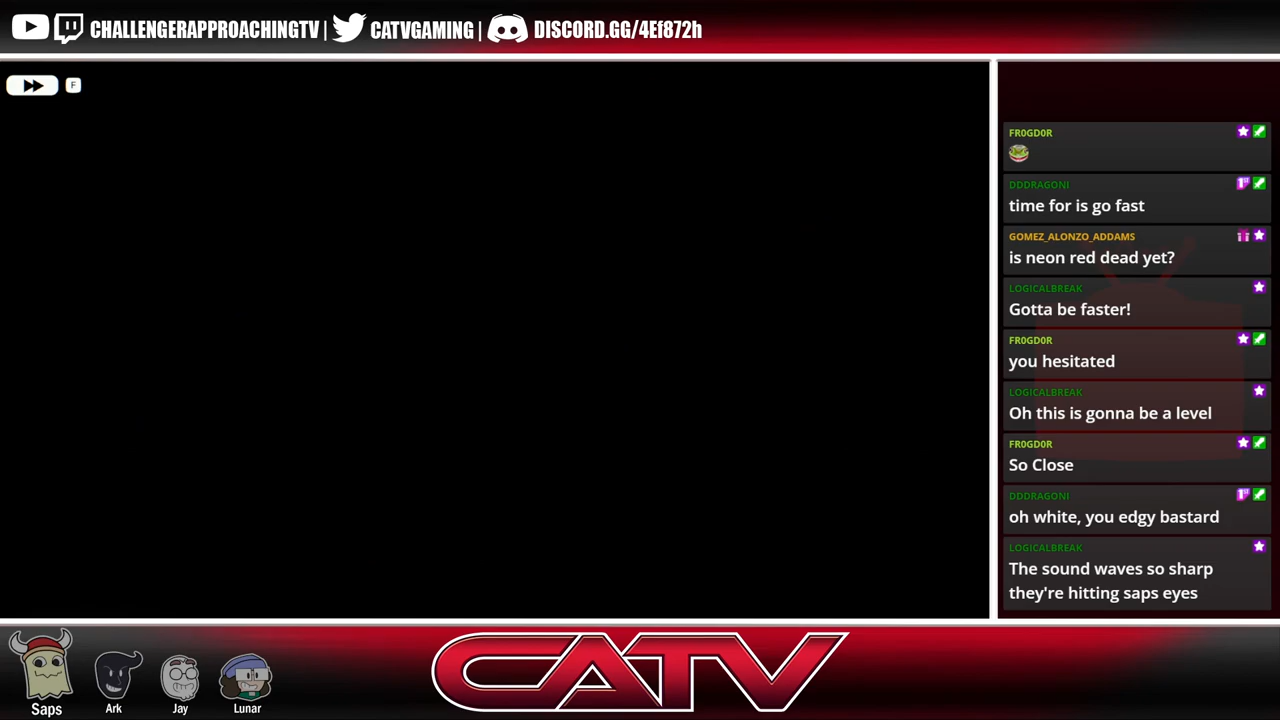 CHALLENGERAPPROACHINGTV | CATVGAMING | DISCORD.GG/4Ef872h
F
FR0GD0R
DDDRAGONI
time for is go fast
GOMEZ_ALONZO_ADDAMS
is neon red dead yet?
LOGICALBREAK
Gotta be faster!
FR0GD0R
you hesitated
LOGICALBREAK
Oh this is gonna be a level
FR0GD0R
So Close
DDDRAGONI
oh white, you edgy bastard
LOGICALBREAK
The sound waves so sharp
they're hitting saps eyes
CATV
Saps
Ark
Jay
Lunar